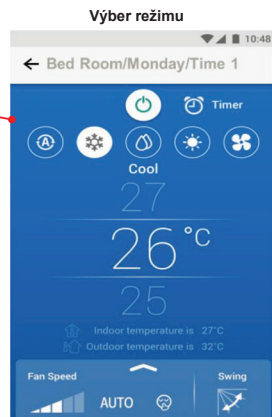 Výber režimu
10:48
← Bed Room/Monday/Time 1
Timer
A
Cool
27
26°C
25
Indoor temperature is 27°C
Outdoor temperature is 32°C
Fan Speed
Swing
AUTO